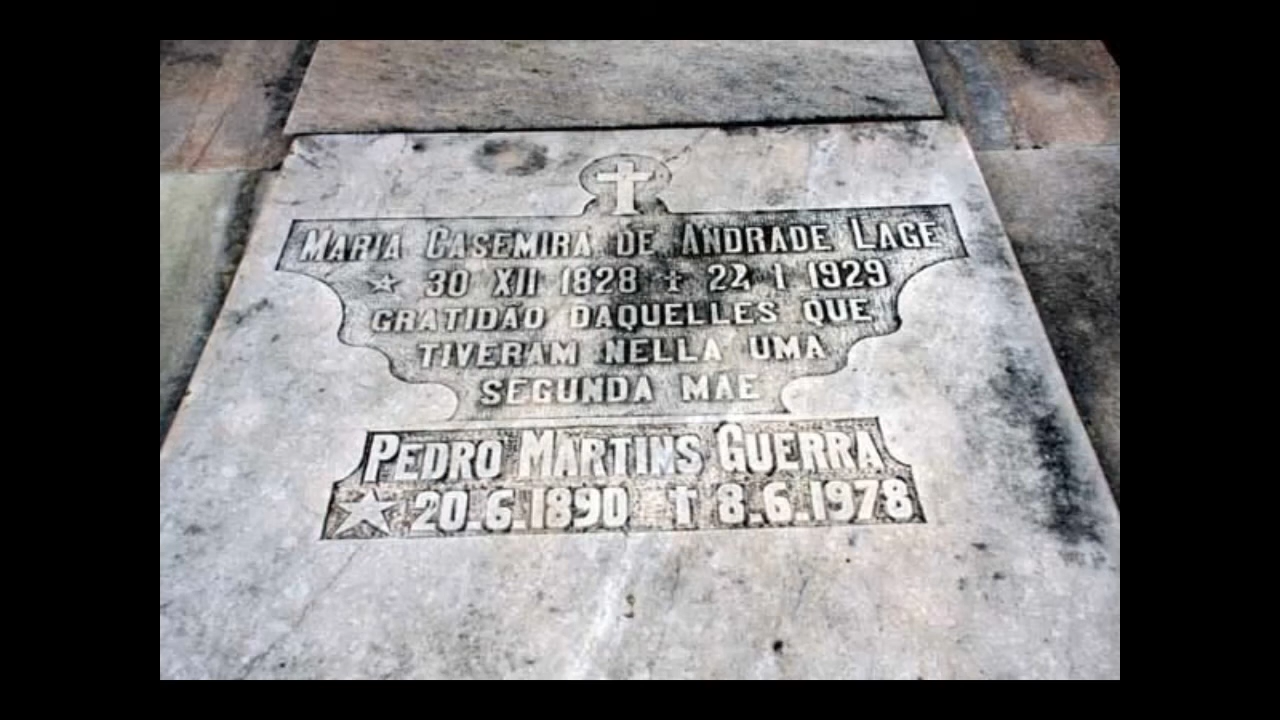 MARIA CASEMIRA DE ANDRADE LAGE
30 XII 1828 22 1 1929
GRATIDÃO DAQUELLES QUE
TIVERAM NELLA UMA
SEGUNDA MÃE
PEDRO MARTINS GUERRA
20.6.1890 8.6.1978